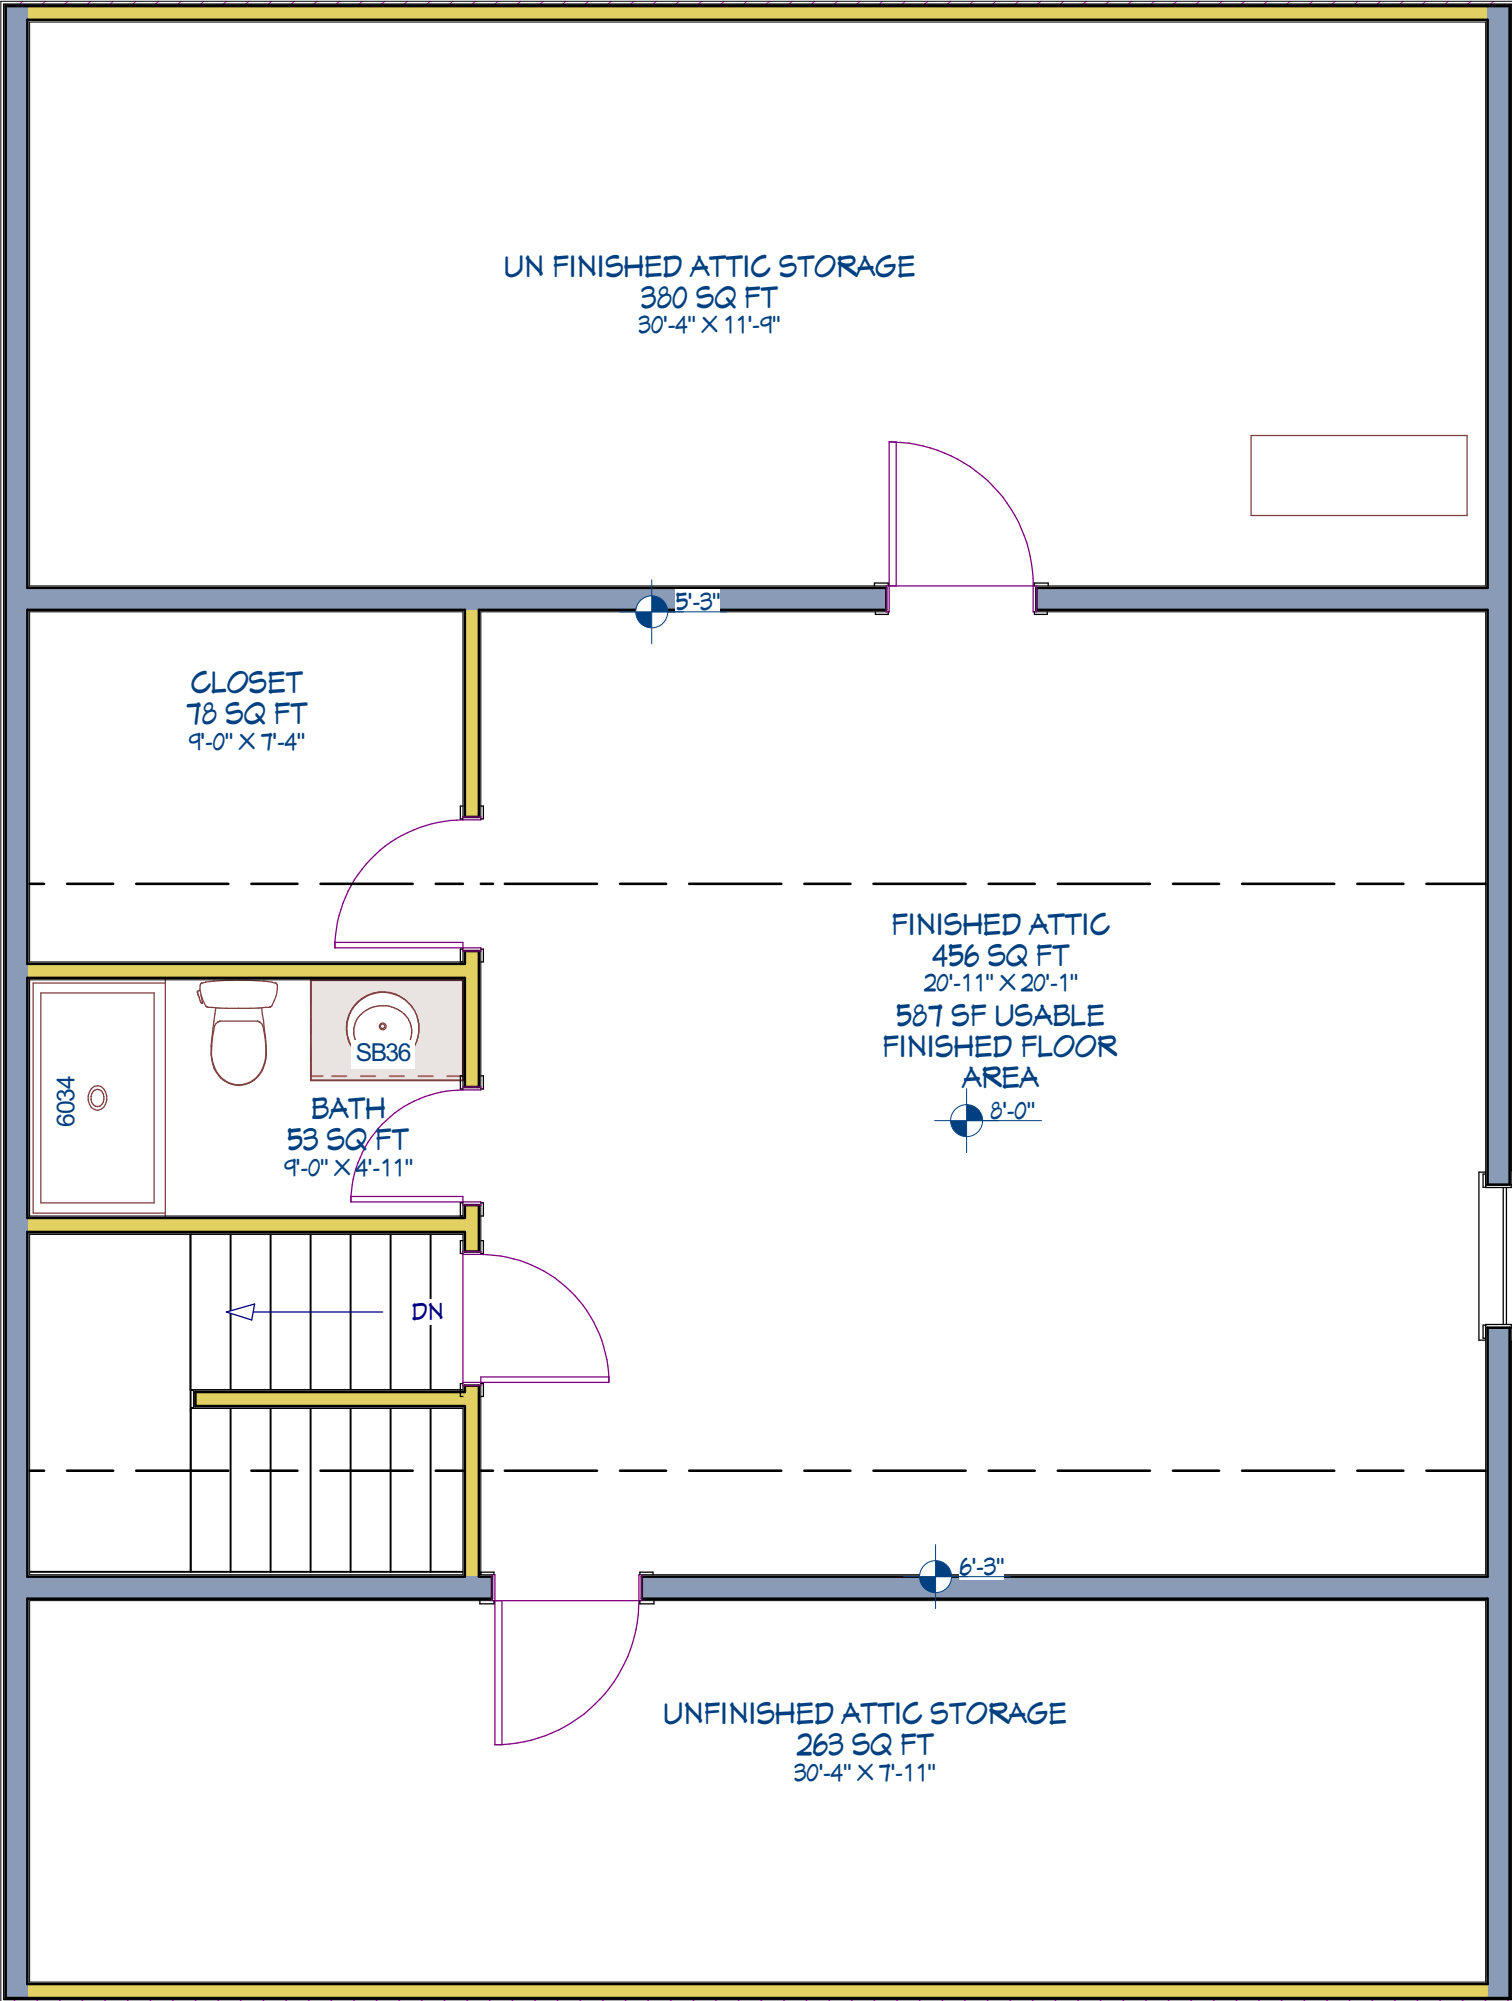 UN FINISHED ATTIC STORAGE
380 SQ FT
30'-4" X 11'-9"
5'-3"
CLOSET
78 SQ FT
9'-0" X 7'-4"
FINISHED ATTIC
456 SQ FT
20'-11" X 20'-1"
587 SF USABLE
FINISHED FLOOR
AREA
8'-0"
SB36
6034
BATH
53 SQ FT
9'-0" X 4'-11"
DN
6'-3"
UNFINISHED ATTIC STORAGE
263 SQ FT
30'-4" X 7'-11"